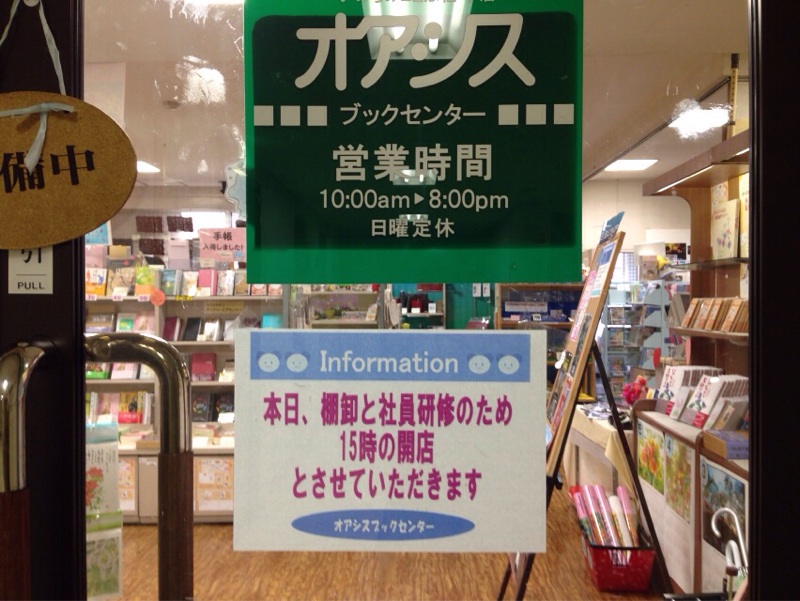 オアシス
ブックセンター
営業時間
10:00am▶8:00pm
日曜定休
備中
引
PULL
手帳
入荷しました!
Information
本日、棚卸と社員研修のため
15時の開店
とさせていただきます
オアシスブックセンター